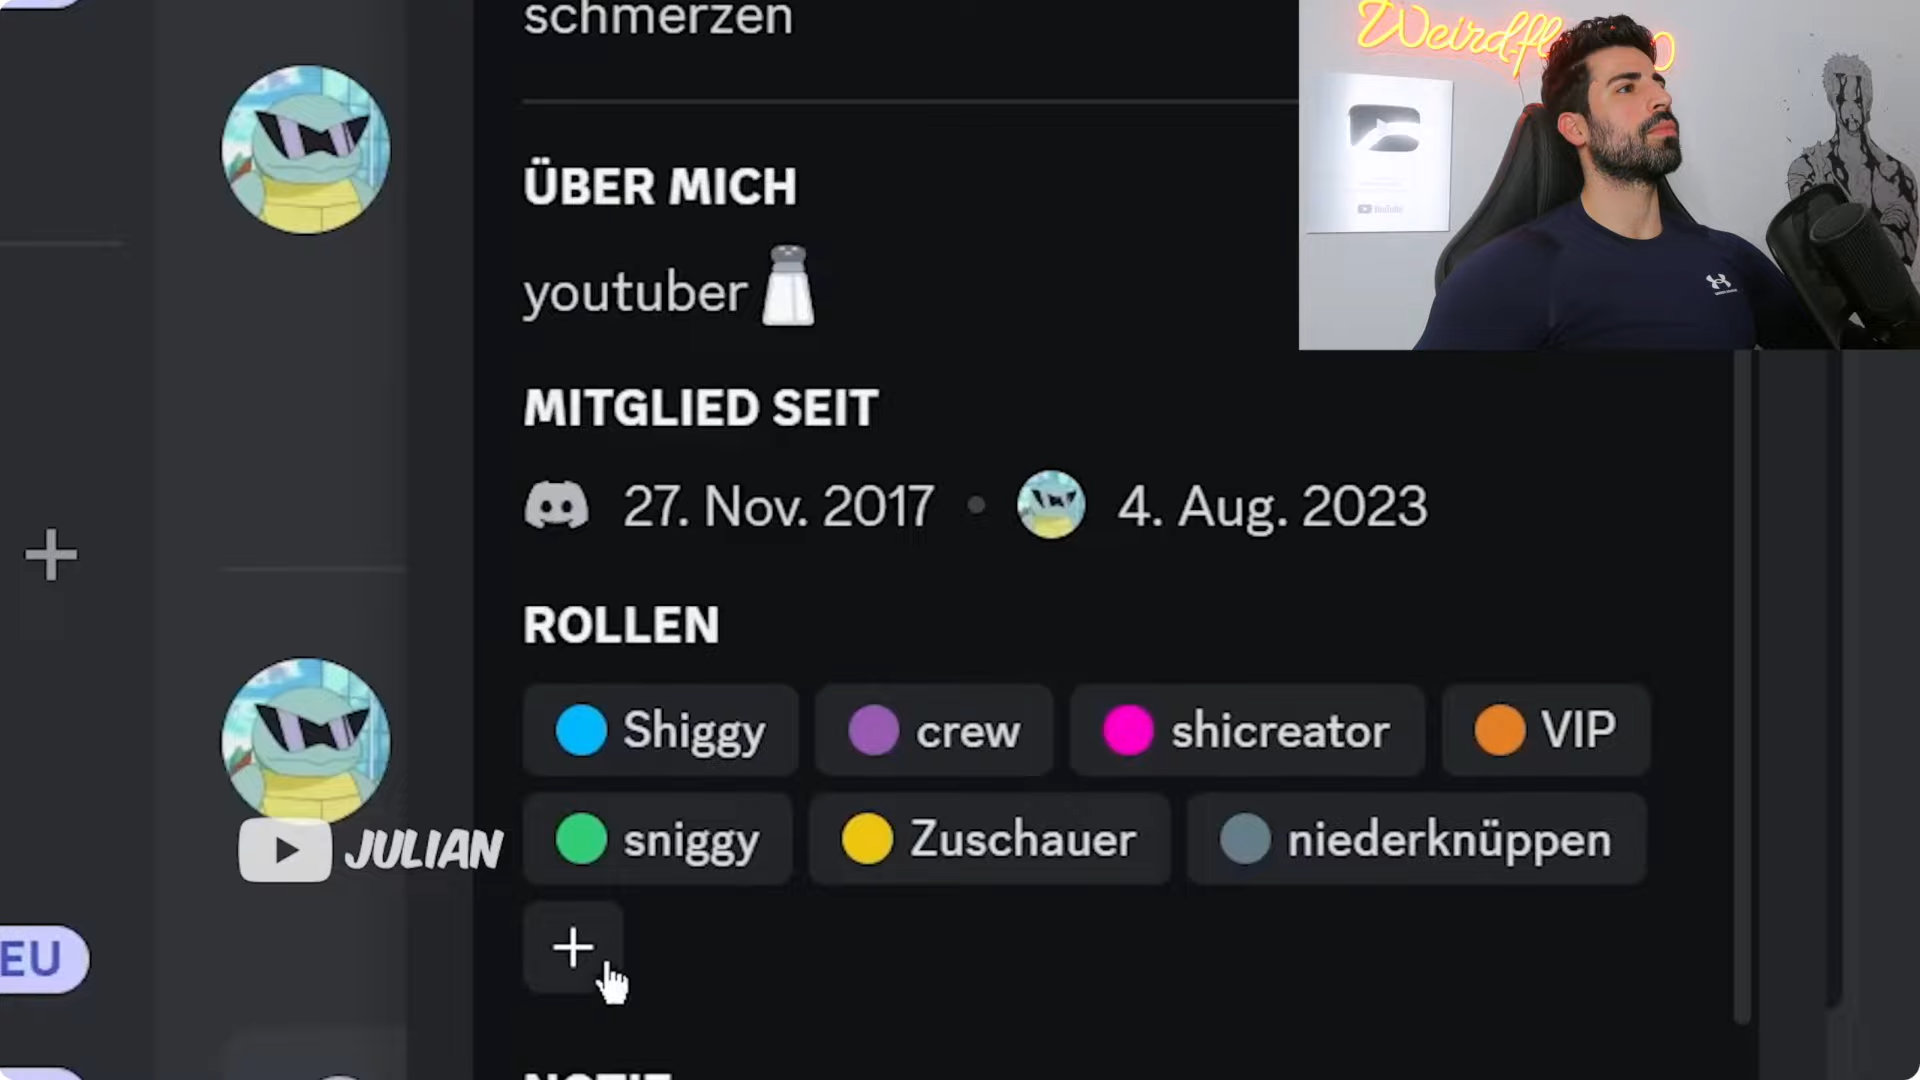 schmerzen
ÜBER MICH
youtuber
MITGLIED SEIT
27. Nov. 2017 • 4. Aug. 2023
ROLLEN
Shiggy crew shicreator VIP
sniggy Zuschauer niederknüppen
JULIAN
EU
YouTube